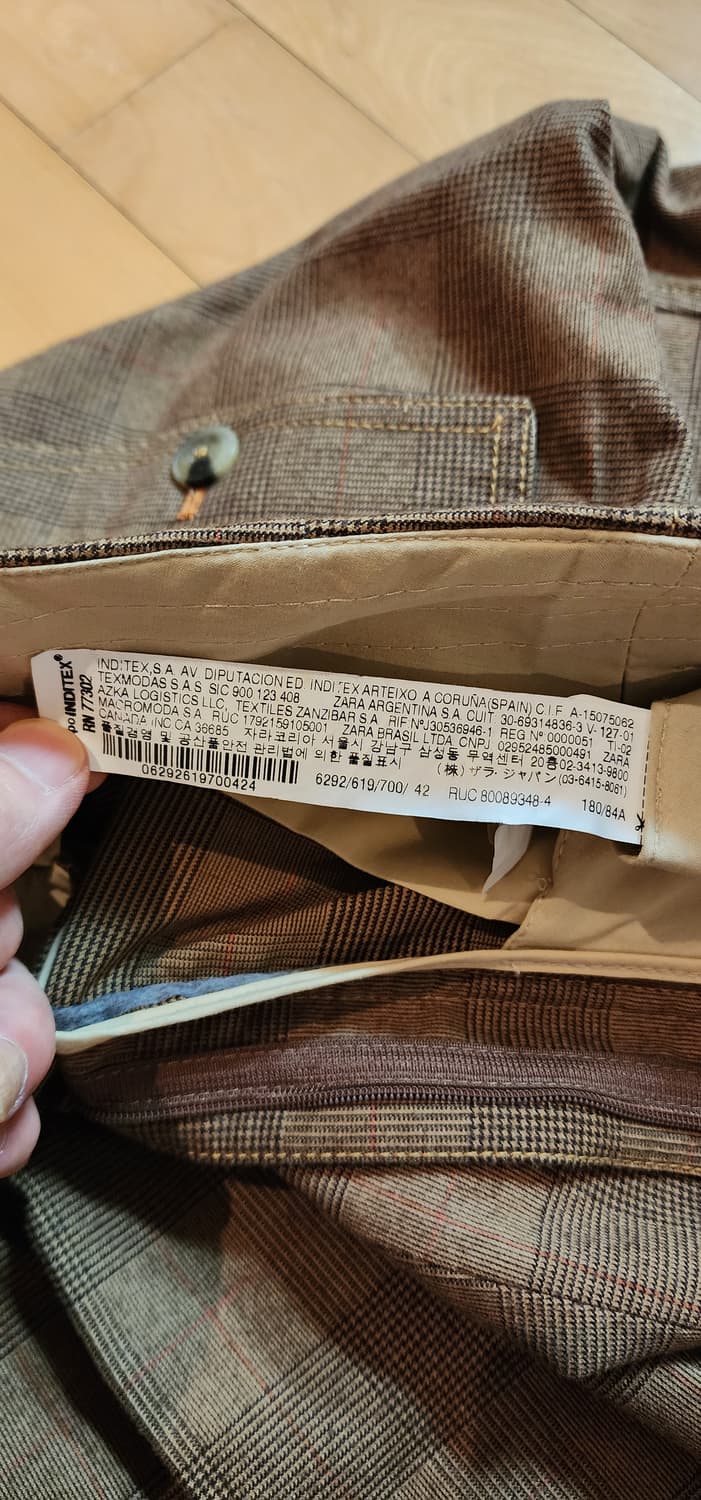 INDITEX
RN 77302
INDITEX, S.A. AV. DIPUTACION ED. INDITEX ARTEIXO A CORUÑA (SPAIN) C.I.F. A-15075062
TEXMODAS S A S SIC 900 123 408 ZARA ARGENTINA S.A. CUIT 30-69314836-3 V-127-01
AZKA LOGISTICS LLC, TEXTILES ZANZIBAR S.A. RIF Nº J30536946-1 REG Nº 0000051 TI-02
MACROMODA S.A. RUC 1792159105001 ZARA BRASIL LTDA. CNPJ 02952485000491 ZARA
CANADA INC CA 36685 자라코리아 서울시 강남구 삼성동 무역센터 20층 02-3413-9800
품질경영 및 공산품안전 관리법에 의한 품질표시 (株) ザラ・ジャパン (03-6415-8061)
06292619700424 6292/619/700/ 42 RUC 80089348-4 180/84A